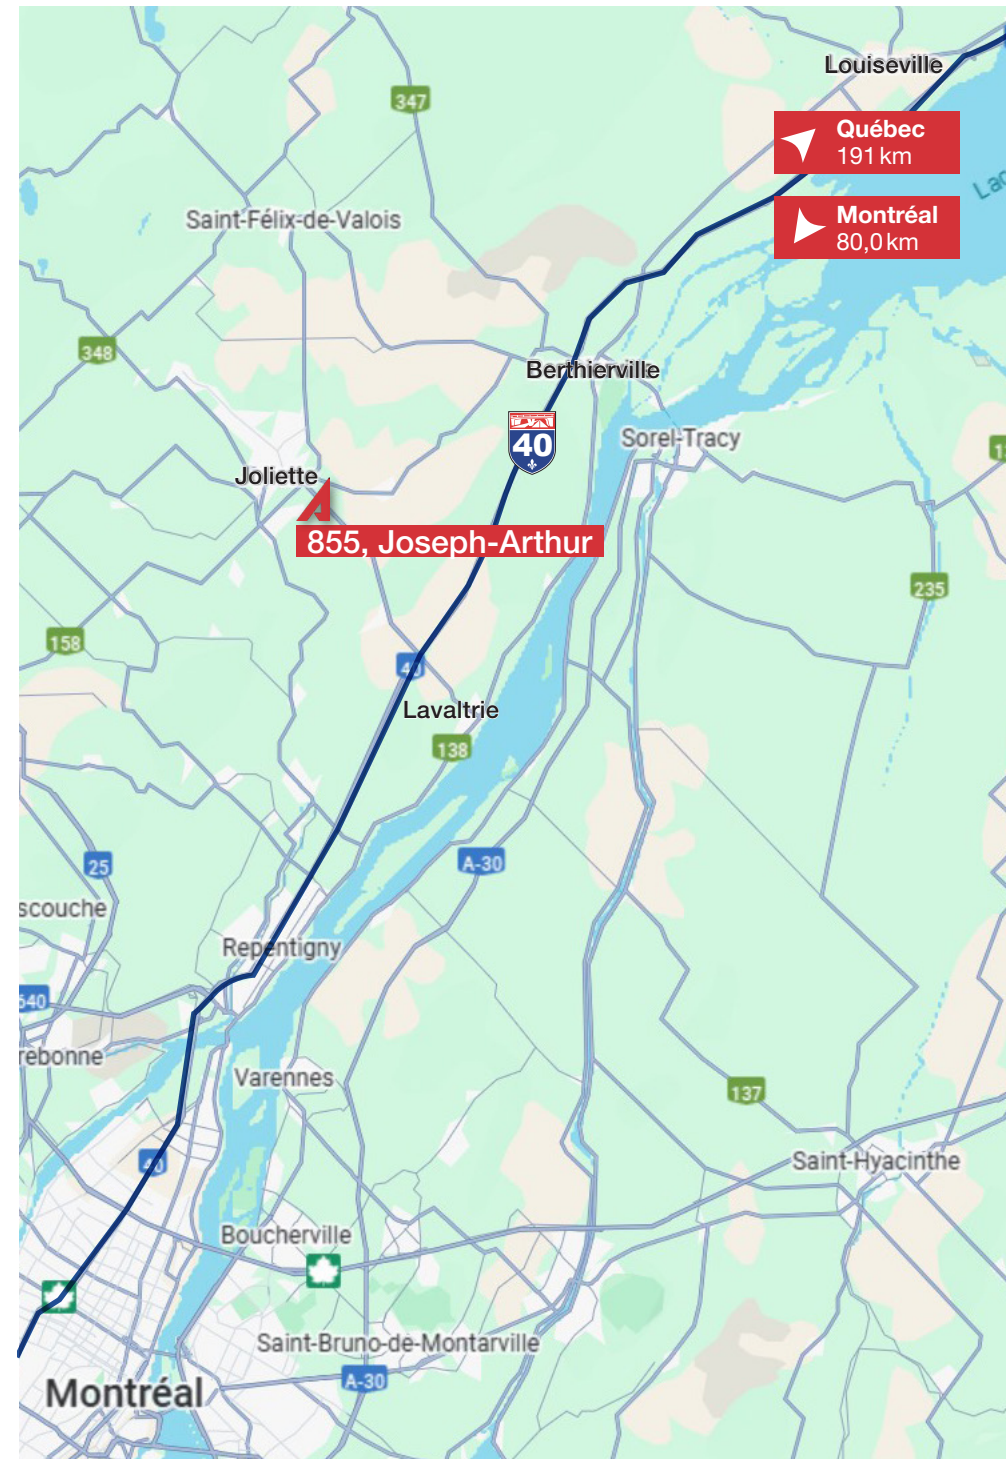 Louiseville
347
Québec
191 km
Lac
Montréal
80,0 km
Saint-Félix-de-Valois
348
Berthierville
40
Sorel-Tracy
Joliette
855, Joseph-Arthur
235
158
40
Lavaltrie
138
25
A-30
scouche
Repentigny
640
rebonne
Varennes
137
40
Saint-Hyacinthe
Boucherville
Saint-Bruno-de-Montarville
A-30
Montréal